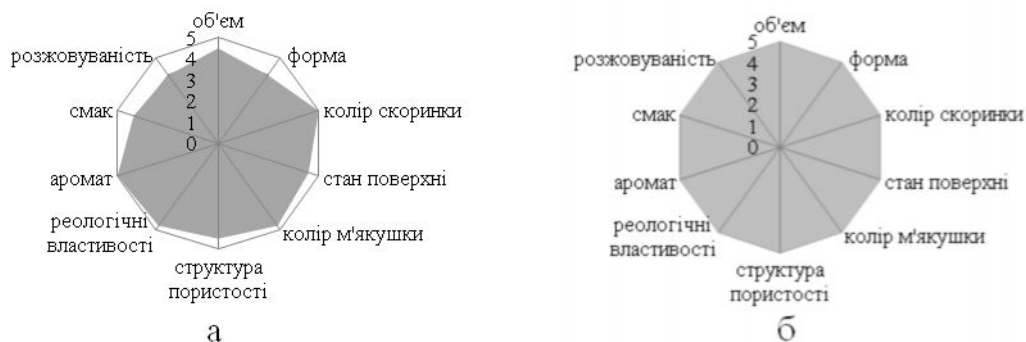 об'єм
форма
колір скоринки
стан поверхні
колір м'якушки
структура
пористості
реологічні
властивості
аромат
смак
розжовуваність
5
4
3
2
1
0
а
об'єм
форма
колір скоринки
стан поверхні
колір м'якушки
структура
пористості
реологічні
властивості
аромат
смак
розжовуваність
5
4
3
2
1
0
б